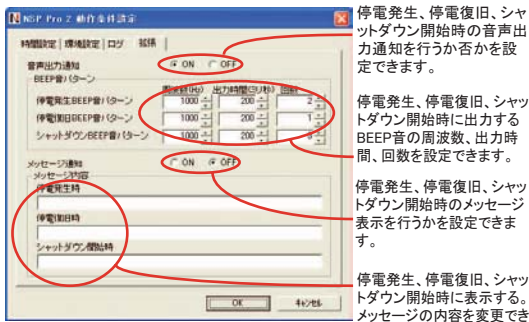 NSP Pro 2 動作条件設定
時間設定 環境設定 ログ 拡張
音声出力通知 ON OFF
BEEP音パターン
周波数(Hz) 出力時間(ミリ秒) 回数
停電発生BEEP音パターン 1000 200 2
停電復旧BEEP音パターン 1000 200 1
シャットダウンBEEP音パターン 1000 200
メッセージ通知 ON OFF
メッセージ内容
停電発生時
停電復旧時
シャットダウン開始時
OK キャンセル
停電発生、停電復旧、シャ
ットダウン開始時の音声出
力通知を行うか否かを設
定できます。
停電発生、停電復旧、シャッ
トダウン開始時に出力する
BEEP音の周波数、出力時
間、回数を設定できます。
停電発生、停電復旧、シャッ
トダウン開始時のメッセージ
表示を行うかを設定できま
す。
停電発生、停電復旧、シャッ
トダウン開始時に表示する。
メッセージの内容を変更でき